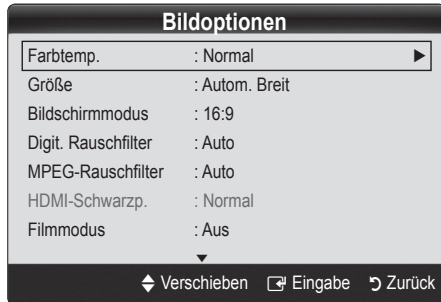 Bildoptionen
Farbtemp. : Normal ▶
Größe : Autom. Breit
Bildschirmmodus : 16:9
Digit. Rauschfilter : Auto
MPEG-Rauschfilter : Auto
HDMI-Schwarzp. : Normal
Filmmodus : Aus
▼
Verschieben Eingabe Zurück